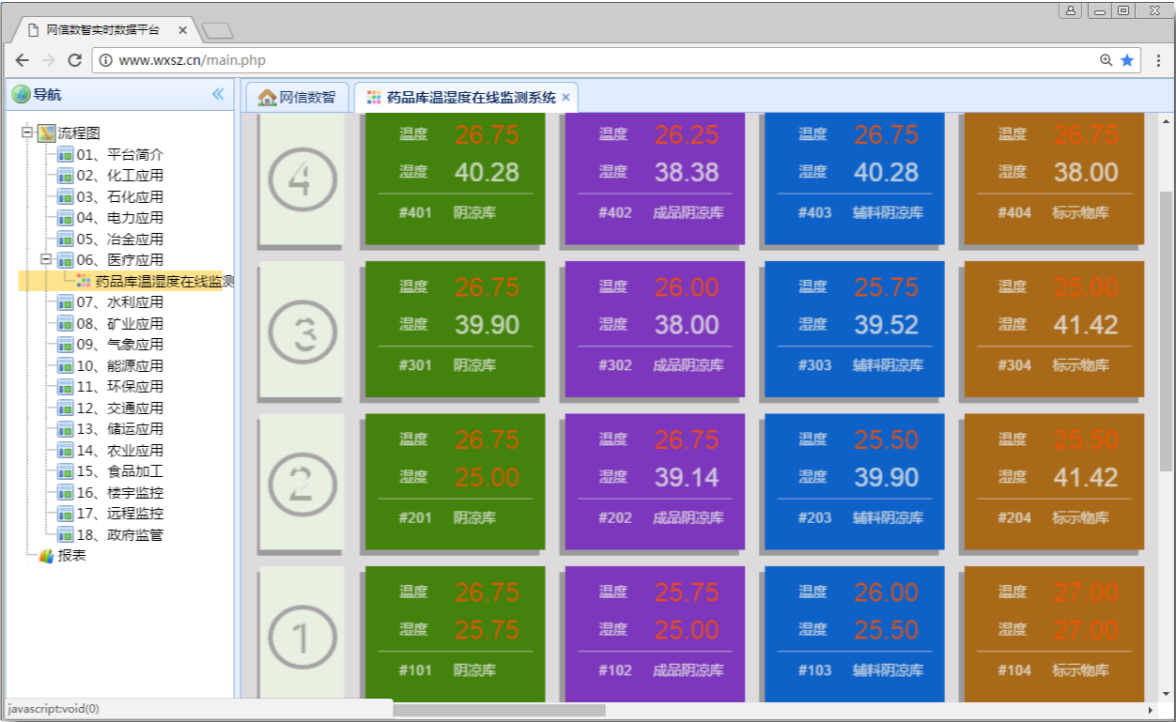 网信数智实时数据平台
www.wxsz.cn/main.php
导航
网信数智
药品库温湿度在线监测系统
流程图
01、平台简介
02、化工应用
03、石化应用
04、电力应用
05、冶金应用
06、医疗应用
药品库温湿度在线监测
07、水利应用
08、矿业应用
09、气象应用
10、能源应用
11、环保应用
12、交通应用
13、储运应用
14、农业应用
15、食品加工
16、楼宇监控
17、远程监控
18、政府监管
报表
4
温度 26.75 温度 26.25 温度 26.75 温度 26.75
湿度 40.28 湿度 38.38 湿度 40.28 湿度 38.00
#401 阴凉库 #402 成品阴凉库 #403 辅料阴凉库 #404 标示物库
3
温度 26.75 温度 26.00 温度 25.75 温度 25.00
湿度 39.90 湿度 38.00 湿度 39.52 湿度 41.42
#301 阴凉库 #302 成品阴凉库 #303 辅料阴凉库 #304 标示物库
2
温度 26.75 温度 26.75 温度 25.50 温度 25.50
湿度 25.00 湿度 39.14 湿度 39.90 湿度 41.42
#201 阴凉库 #202 成品阴凉库 #203 辅料阴凉库 #204 标示物库
1
温度 26.75 温度 25.75 温度 26.00 温度 27.00
湿度 25.75 湿度 25.00 湿度 25.50 湿度 27.00
#101 阴凉库 #102 成品阴凉库 #103 辅料阴凉库 #104 标示物库
javascript:void(0)